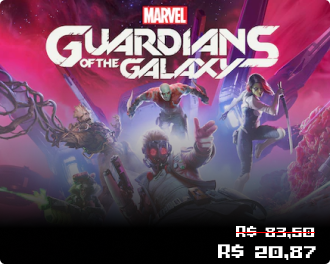 MARVEL
GUARDIANS
OF THE
GALAXY
R$ 83,50
R$ 20,87